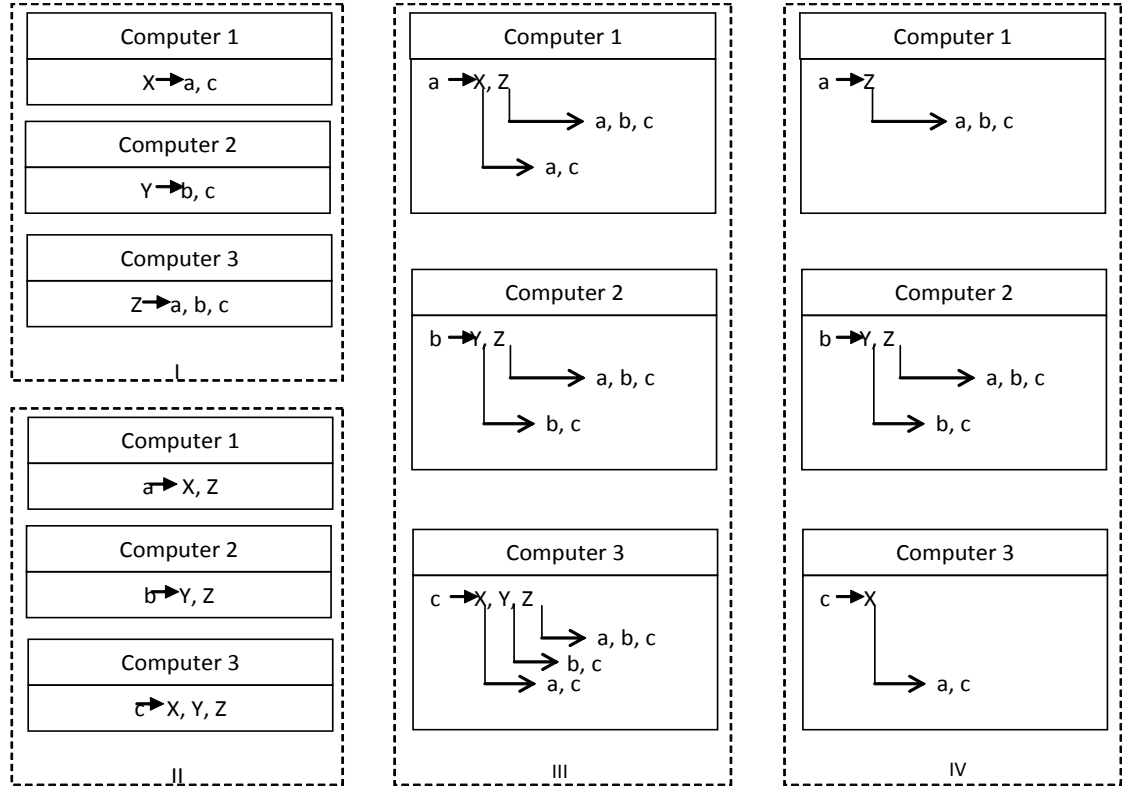 Computer 1
X a, c
Computer 2
Y b, c
Computer 3
Z a, b, c
I
Computer 1
a X, Z
Computer 2
b Y, Z
Computer 3
c X, Y, Z
II
Computer 1
a X, Z
a, b, c
a, c
Computer 2
b Y, Z
a, b, c
b, c
Computer 3
c X, Y, Z
a, b, c
b, c
a, c
III
Computer 1
a Z
a, b, c
Computer 2
b Y, Z
a, b, c
b, c
Computer 3
c X
a, c
IV